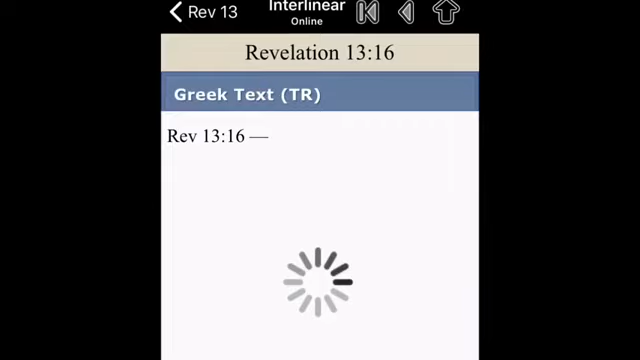 Rev 13
Interlinear
Online
Revelation 13:16
Greek Text (TR)
Rev 13:16 —